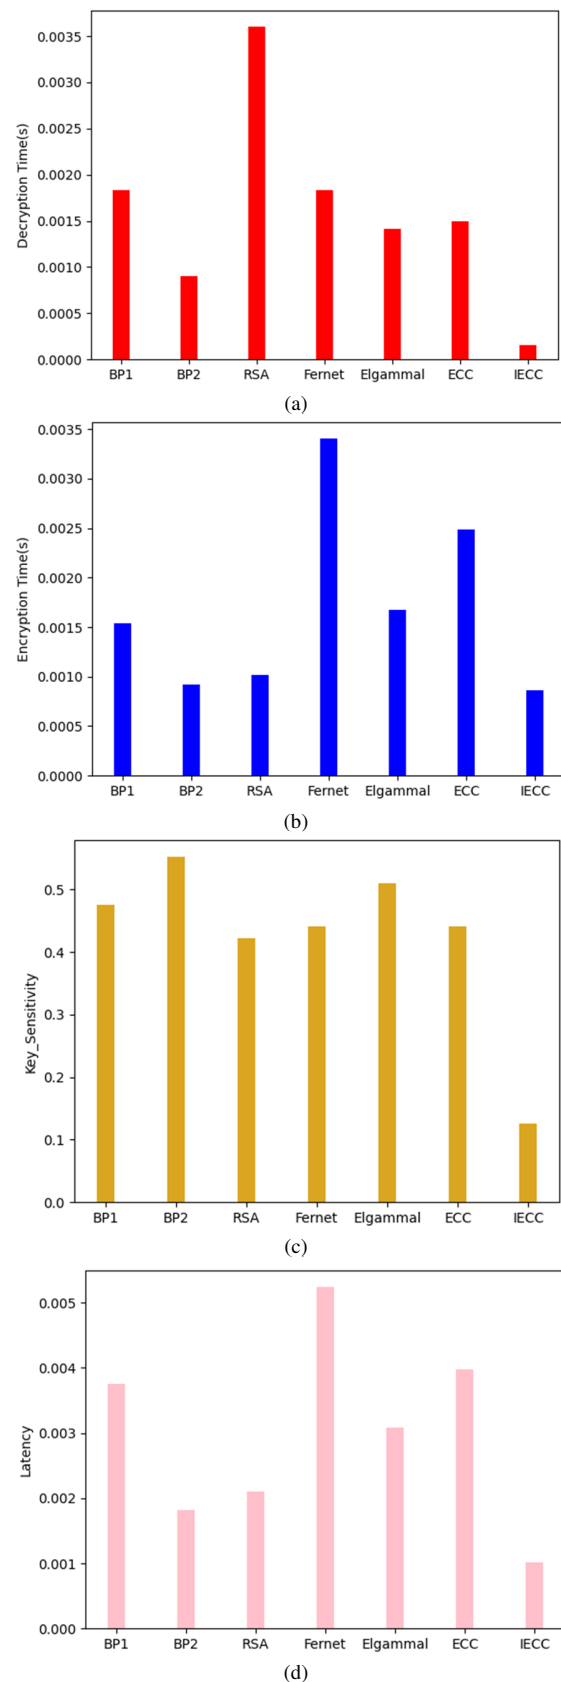 0.0035
0.0030
0.0025
0.0020
0.0015
0.0010
0.0005
0.0000
Decryption Time(s)
BP1 BP2 RSA Fernet Elgammal ECC IECC
(a)
0.0035
0.0030
0.0025
0.0020
0.0015
0.0010
0.0005
0.0000
Encryption Time(s)
BP1 BP2 RSA Fernet Elgammal ECC IECC
(b)
0.5
0.4
0.3
0.2
0.1
0.0
Key_Sensitivity
BP1 BP2 RSA Fernet Elgammal ECC IECC
(c)
0.005
0.004
0.003
0.002
0.001
0.000
Latency
BP1 BP2 RSA Fernet Elgammal ECC IECC
(d)